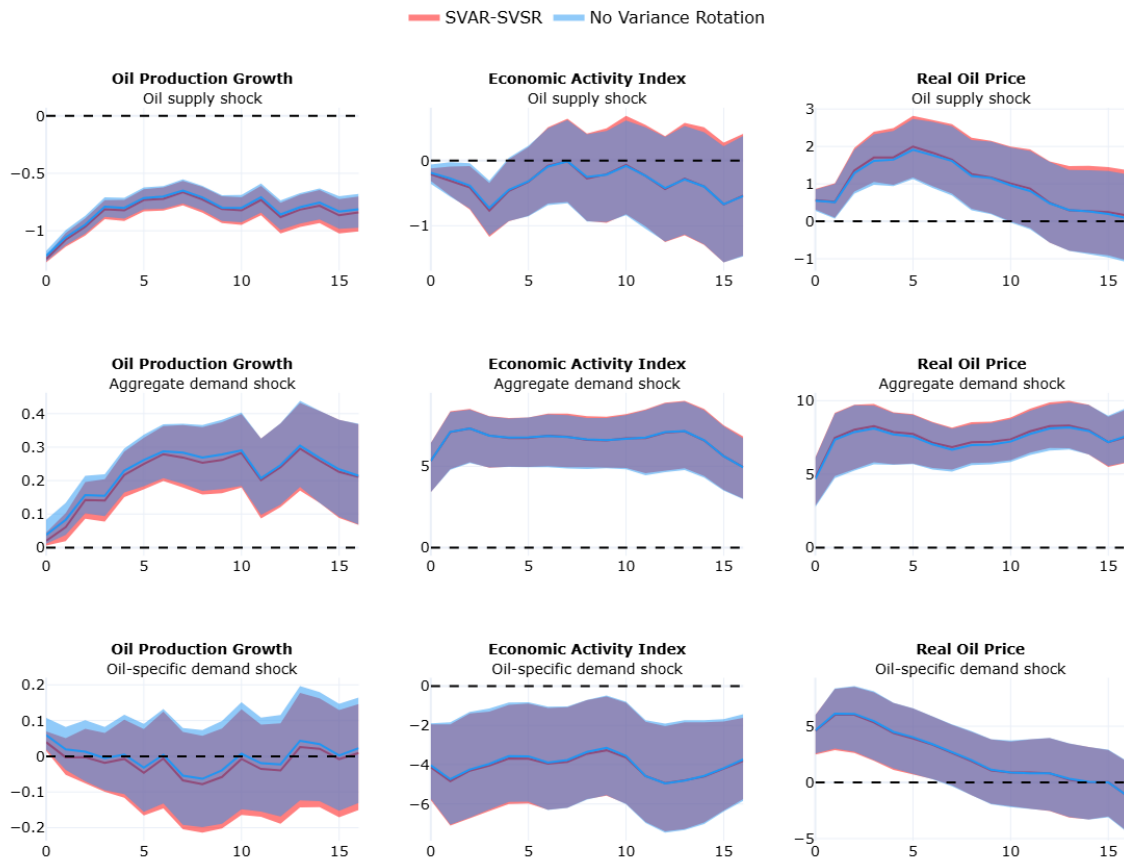 SVAR-SVSR No Variance Rotation
Oil Production Growth
Oil supply shock
0
−0.5
−1
0 5 10 15
Economic Activity Index
Oil supply shock
0
−1
0 5 10 15
Real Oil Price
Oil supply shock
3
2
1
0
−1
0 5 10 15
Oil Production Growth
Aggregate demand shock
0.4
0.3
0.2
0.1
0
0 5 10 15
Economic Activity Index
Aggregate demand shock
5
0
0 5 10 15
Real Oil Price
Aggregate demand shock
10
5
0
0 5 10 15
Oil Production Growth
Oil-specific demand shock
0.2
0.1
0
−0.1
−0.2
0 5 10 15
Economic Activity Index
Oil-specific demand shock
0
−2
−4
−6
0 5 10 15
Real Oil Price
Oil-specific demand shock
5
0
−5
0 5 10 15